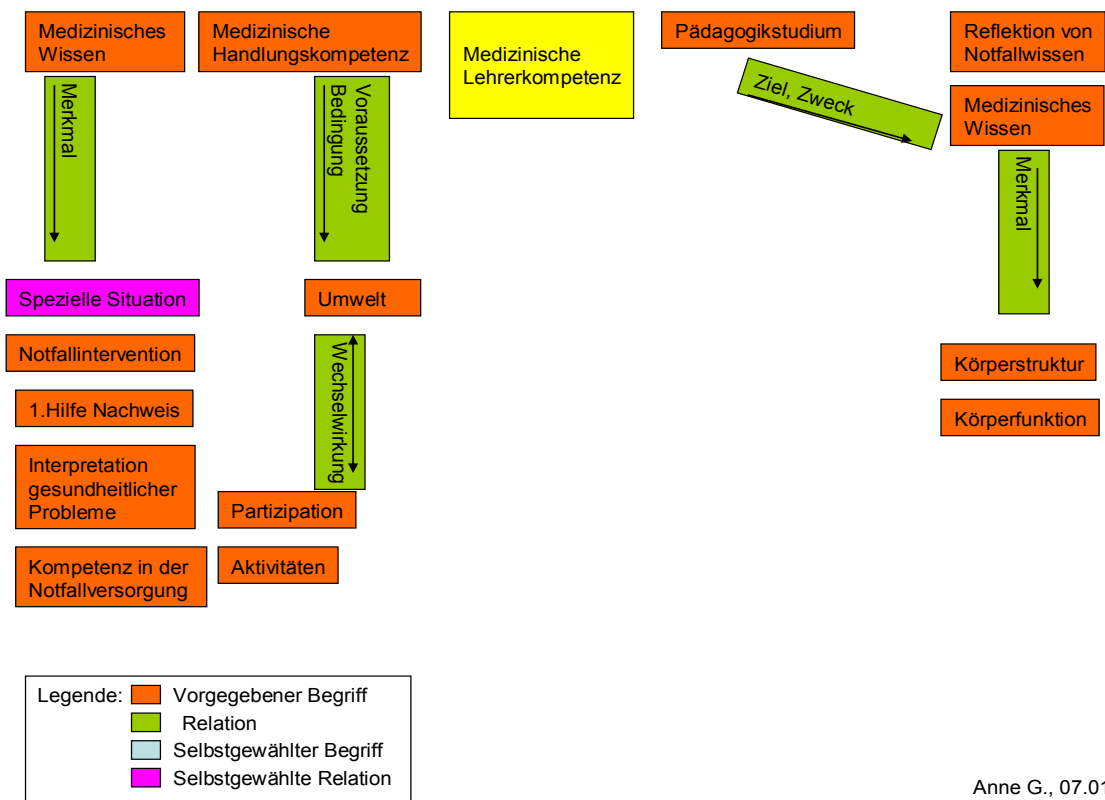 Medizinisches
Wissen
Medizinische
Handlungskompetenz
Medizinische
Lehrerkompetenz
Pädagogikstudium
Reflektion von
Notfallwissen
Merkmal
Voraussetzung
Bedingung
Ziel, Zweck
Medizinisches
Wissen
Merkmal
Spezielle Situation
Umwelt
Notfallintervention
Wechselwirkung
Körperstruktur
1.Hilfe Nachweis
Körperfunktion
Interpretation
gesundheitlicher
Probleme
Partizipation
Kompetenz in der
Notfallversorgung
Aktivitäten
Legende:
Vorgegebener Begriff
Relation
Selbstgewählter Begriff
Selbstgewählte Relation
Anne G., 07.01